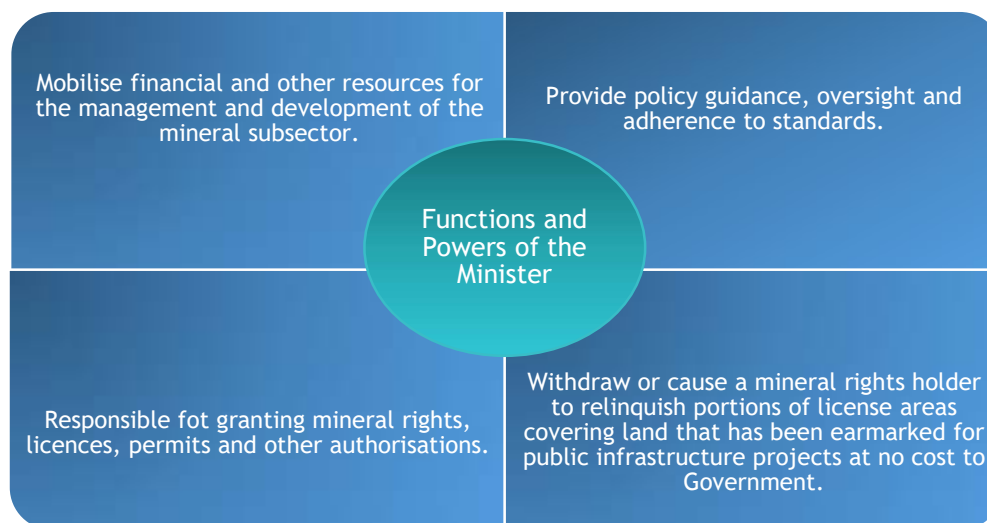 Mobilise financial and other resources for
the management and development of the
mineral subsector.
Provide policy guidance, oversight and
adherence to standards.
Functions and
Powers of the
Minister
Responsible fot granting mineral rights,
licences, permits and other authorisations.
Withdraw or cause a mineral rights holder
to relinquish portions of license areas
covering land that has been earmarked for
public infrastructure projects at no cost to
Government.